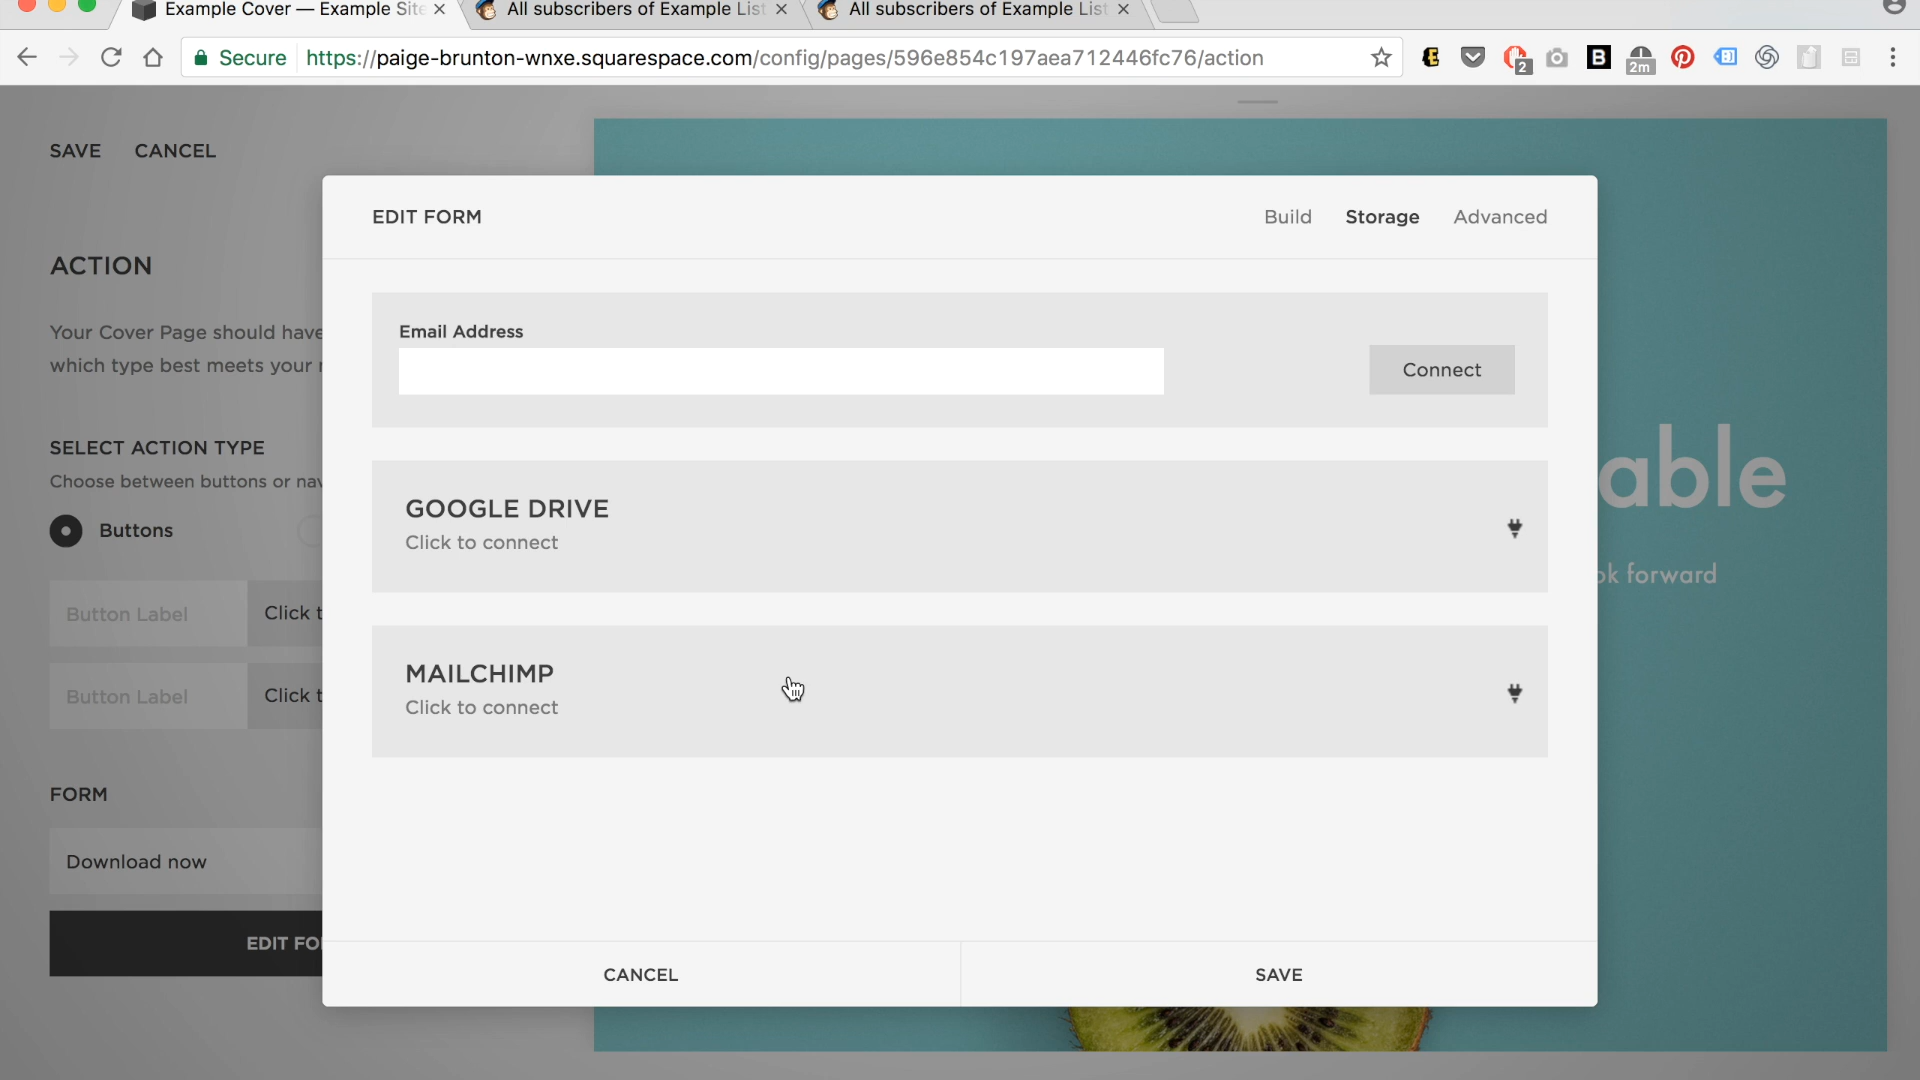 Example Cover — Example Site
All subscribers of Example List
All subscribers of Example List
Secure
https://paige-brunton-wnxe.squarespace.com/config/pages/596e854c197aea712446fc76/action
2
B
2m
SAVE CANCEL
EDIT FORM
Build Storage Advanced
ACTION
Your Cover Page should have
which type best meets your
Email Address
Connect
SELECT ACTION TYPE
Choose between buttons or
Buttons
GOOGLE DRIVE
Click to connect
able
forward
Button Label Click
Button Label Click
MAILCHIMP
Click to connect
FORM
Download now
EDIT
CANCEL
SAVE